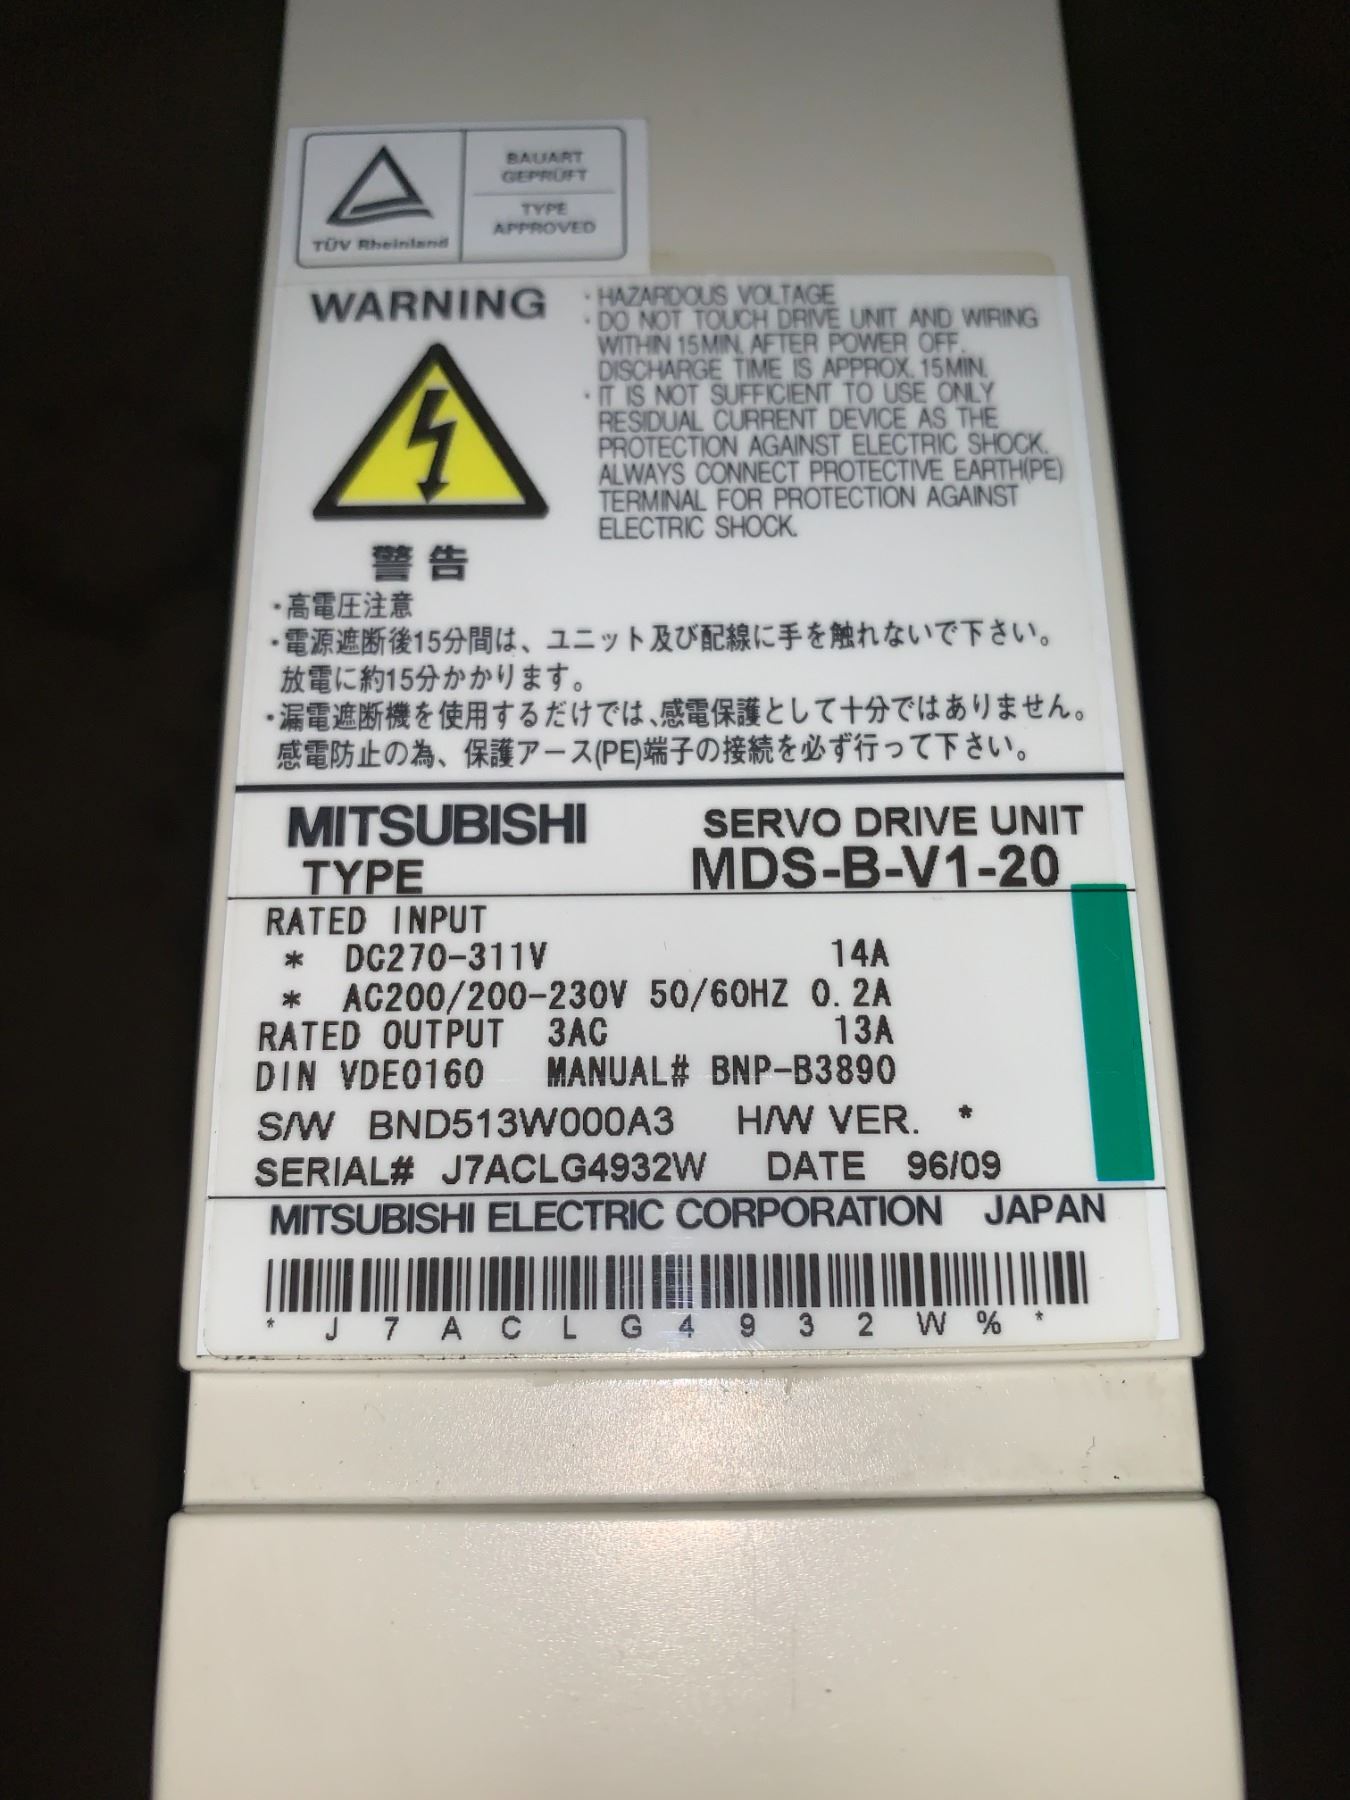 BAUART
GEPRÜFT
TYPE
APPROVED
TÜV Rheinland
WARNING
· HAZARDOUS VOLTAGE
· DO NOT TOUCH DRIVE UNIT AND WIRING
WITHIN 15MIN. AFTER POWER OFF.
DISCHARGE TIME IS APPROX. 15MIN.
· IT IS NOT SUFFICIENT TO USE ONLY
RESIDUAL CURRENT DEVICE AS THE
PROTECTION AGAINST ELECTRIC SHOCK.
ALWAYS CONNECT PROTECTIVE EARTH(PE)
TERMINAL FOR PROTECTION AGAINST
ELECTRIC SHOCK.
警告
・高電圧注意
・電源遮断後15分間は、ユニット及び配線に手を触れないで下さい。
放電に約15分かかります。
・漏電遮断機を使用するだけでは、感電保護として十分ではありません。
感電防止の為、保護アース(PE)端子の接続を必ず行って下さい。
MITSUBISHI SERVO DRIVE UNIT
TYPE MDS-B-V1-20
RATED INPUT
* DC270-311V 14A
* AC200/200-230V 50/60HZ 0.2A
RATED OUTPUT 3AC 13A
DIN VDE0160 MANUAL# BNP-B3890
S/W BND513W000A3 H/W VER. *
SERIAL# J7ACLG4932W DATE 96/09
MITSUBISHI ELECTRIC CORPORATION JAPAN
* J 7 A C L G 4 9 3 2 W % *